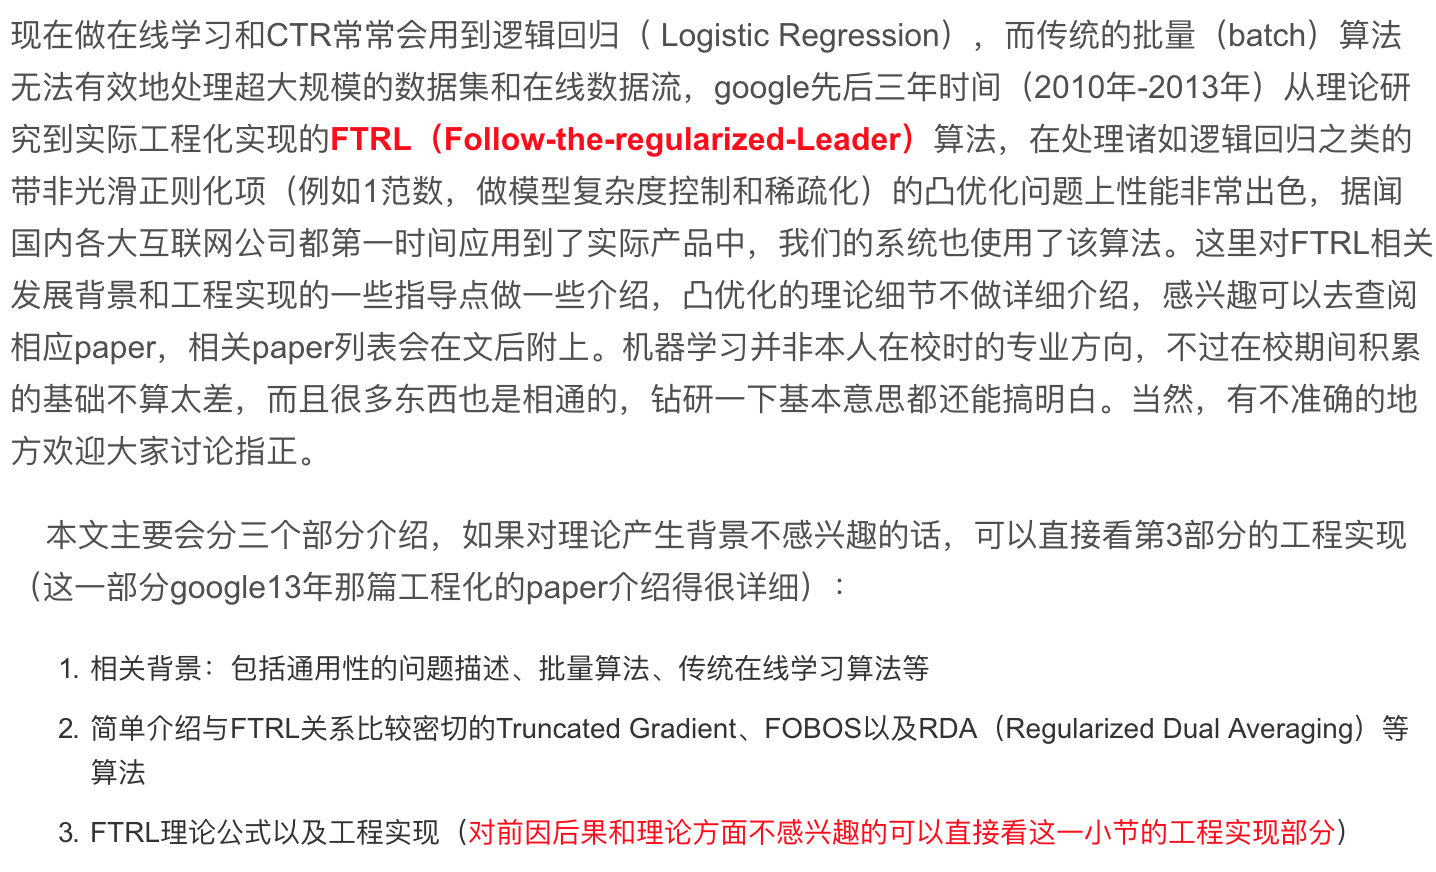 现在做在线学习和CTR常常会用到逻辑回归（ Logistic Regression），而传统的批量（batch）算法
无法有效地处理超大规模的数据集和在线数据流，google先后三年时间（2010年-2013年）从理论研
究到实际工程化实现的FTRL（Follow-the-regularized-Leader）算法，在处理诸如逻辑回归之类的
带非光滑正则化项（例如1范数，做模型复杂度控制和稀疏化）的凸优化问题上性能非常出色，据闻
国内各大互联网公司都第一时间应用到了实际产品中，我们的系统也使用了该算法。这里对FTRL相关
发展背景和工程实现的一些指导点做一些介绍，凸优化的理论细节不做详细介绍，感兴趣可以去查阅
相应paper，相关paper列表会在文后附上。机器学习并非本人在校时的专业方向，不过在校期间积累
的基础不算太差，而且很多东西也是相通的，钻研一下基本意思都还能搞明白。当然，有不准确的地
方欢迎大家讨论指正。
本文主要会分三个部分介绍，如果对理论产生背景不感兴趣的话，可以直接看第3部分的工程实现
（这一部分google13年那篇工程化的paper介绍得很详细）：
1. 相关背景：包括通用性的问题描述、批量算法、传统在线学习算法等
2. 简单介绍与FTRL关系比较密切的Truncated Gradient、FOBOS以及RDA（Regularized Dual Averaging）等
算法
3. FTRL理论公式以及工程实现（对前因后果和理论方面不感兴趣的可以直接看这一小节的工程实现部分）